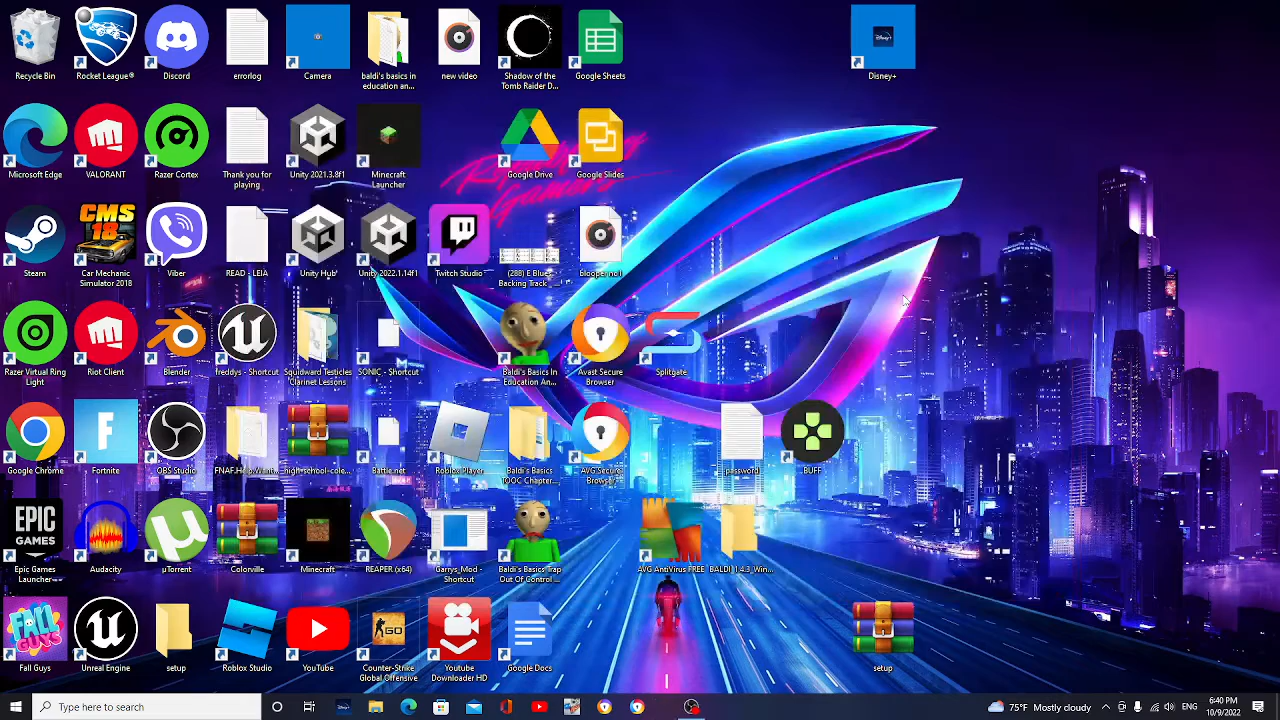 Recycle Bin
Rocket League®
Discord
errorlog
Camera
baldi's basics in
education an...
new video
Shadow of the
Tomb Raider D...
Google Sheets
Disney+
Microsoft Edge
VALORANT
Razer Cortex
Thank you for
playing
Unity 2021.3.8f1
Minecraft
Launcher
Google Drive
Google Slides
CMS
18
Steam
Car Mechanic
Simulator 2018
Viber
READ - LEIA
Unity Hub
Unity 2022.1.14f1
Twitch Studio
(288) E Blues
Backing Track...
Razer Virtual Ring
Light
Riot Client
Blender
freddys - Shortcut
Squidward Testicles
Clarinet Lessons
SONIC - Shortcut
Baldi's Basics In
Education An...
Avast Secure
Browser
Splitgate
Google Chrome
Fortnite
OBS Studio
high-school-colo...
Battle.net
Roblox Player
Baldi's Basics
AVG Secure
Browser
password
BUFF
EPIC
GAMES
Epic Games
Launcher
Audacity
µTorrent
Colorville
Minecraft
REAPER (x64)
Garrys_Mod -
Shortcut
Baldi's Basics Trap
Out Of Control ...
AVG AntiVirus FREE
BALDI_1.4.3_Win...
FALL
GUYS
GO
Fall Guys
Unreal Engine
setup
Roblox Studio
YouTube
Counter-Strike
Global Offensive
Youtube
Downloader HD
Google Docs
setup
Type here to search
75°F Mostly cloudy
ENG
6:40 PM
10/9/2022